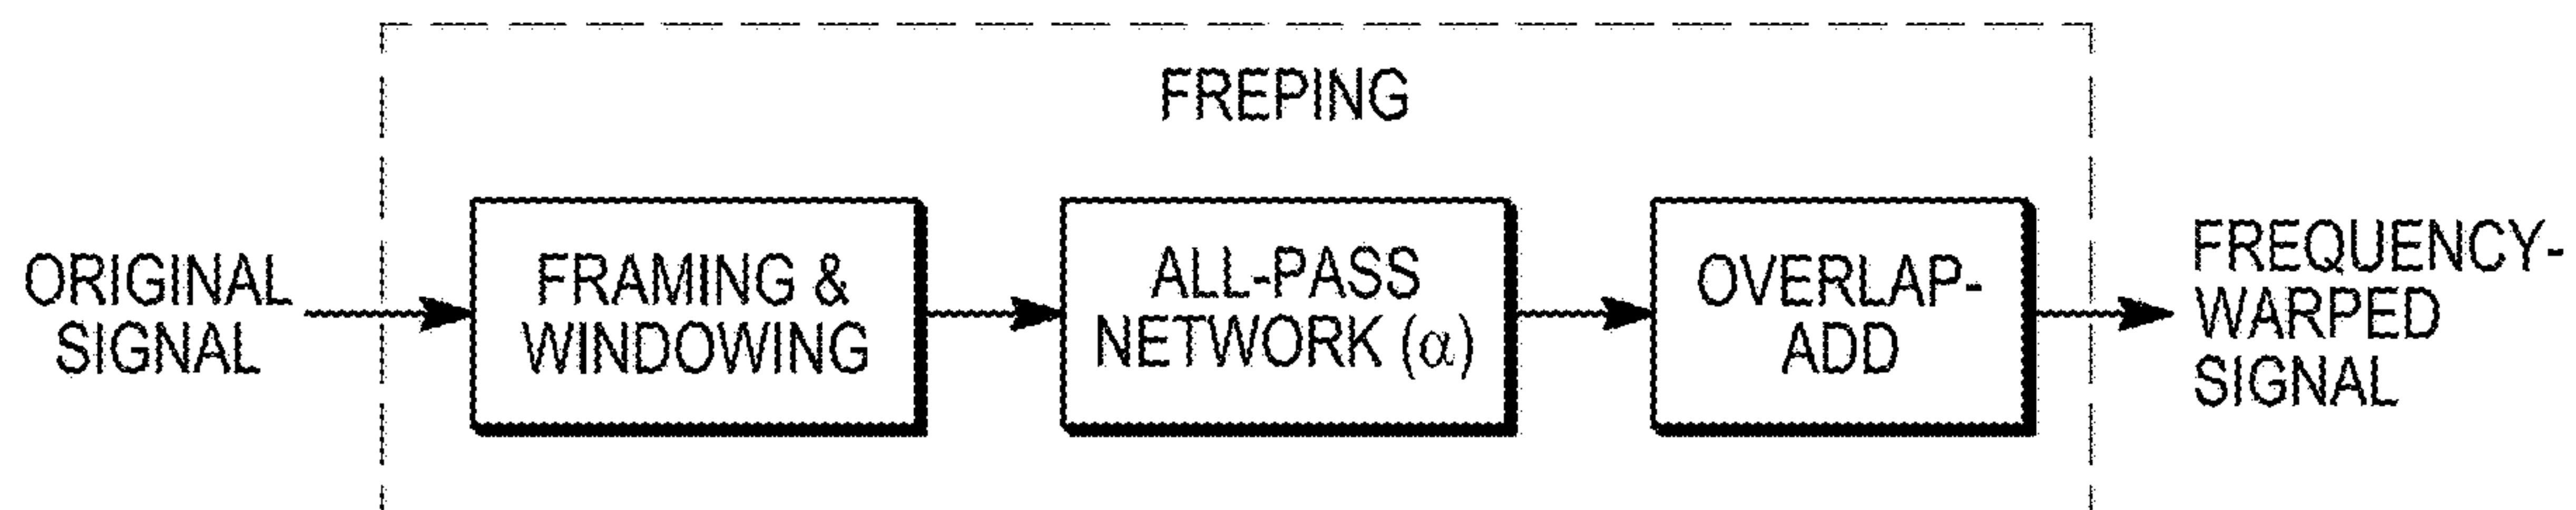 FREPING
ORIGINAL
SIGNAL
FRAMING &
WINDOWING
ALL-PASS
NETWORK (α)
OVERLAP-
ADD
FREQUENCY-
WARPED
SIGNAL